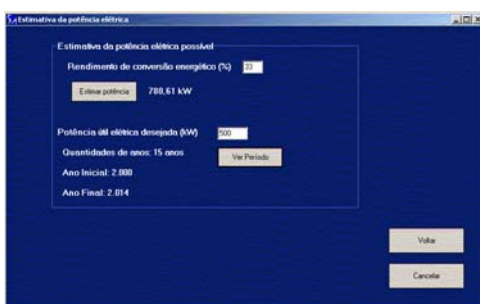 Estimativa da potência elétrica
Estimativa da potência elétrica possível
Rendimento de conversão energético (%) 33
Estimar potência 780,61 kW
Potência útil elétrica desejada (kW) 500
Quantidades de anos: 15 anos
Ver Período
Ano Inicial: 2.000
Ano Final: 2.014
Voltar
Cancelar